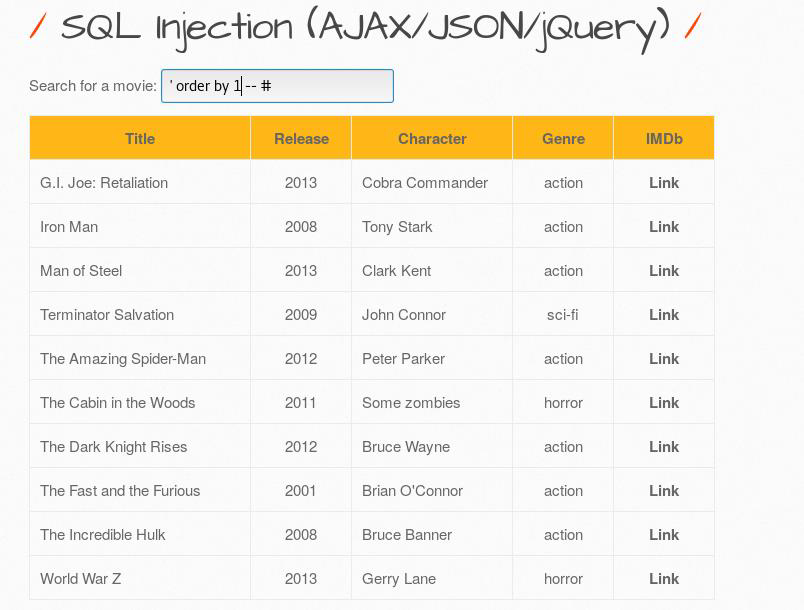 / SQL Injection (AJAX/JSON/jQuery) /
Search for a movie: ' order by 1 -- #
Title Release Character Genre IMDb
G.I. Joe: Retaliation 2013 Cobra Commander action Link
Iron Man 2008 Tony Stark action Link
Man of Steel 2013 Clark Kent action Link
Terminator Salvation 2009 John Connor sci-fi Link
The Amazing Spider-Man 2012 Peter Parker action Link
The Cabin in the Woods 2011 Some zombies horror Link
The Dark Knight Rises 2012 Bruce Wayne action Link
The Fast and the Furious 2001 Brian O'Connor action Link
The Incredible Hulk 2008 Bruce Banner action Link
World War Z 2013 Gerry Lane horror Link